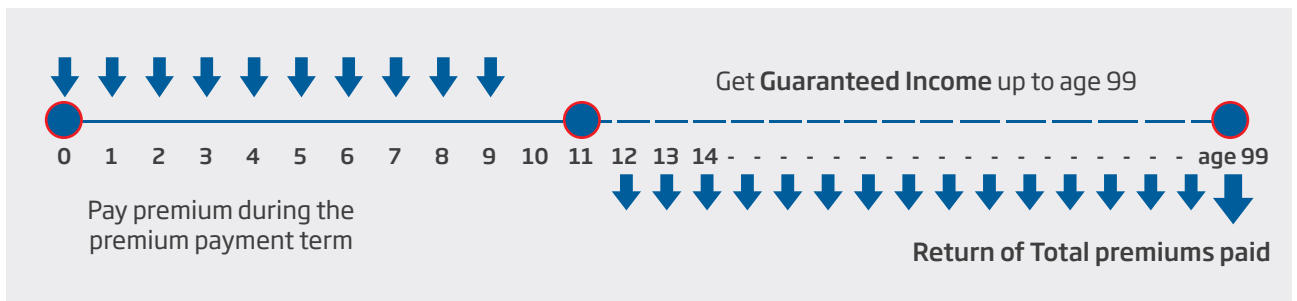 Get Guaranteed Income up to age 99
0 1 2 3 4 5 6 7 8 9 10 11 12 13 14 - - - - - - - - - - - - - - - - - - age 99
Pay premium during the
premium payment term
Return of Total premiums paid